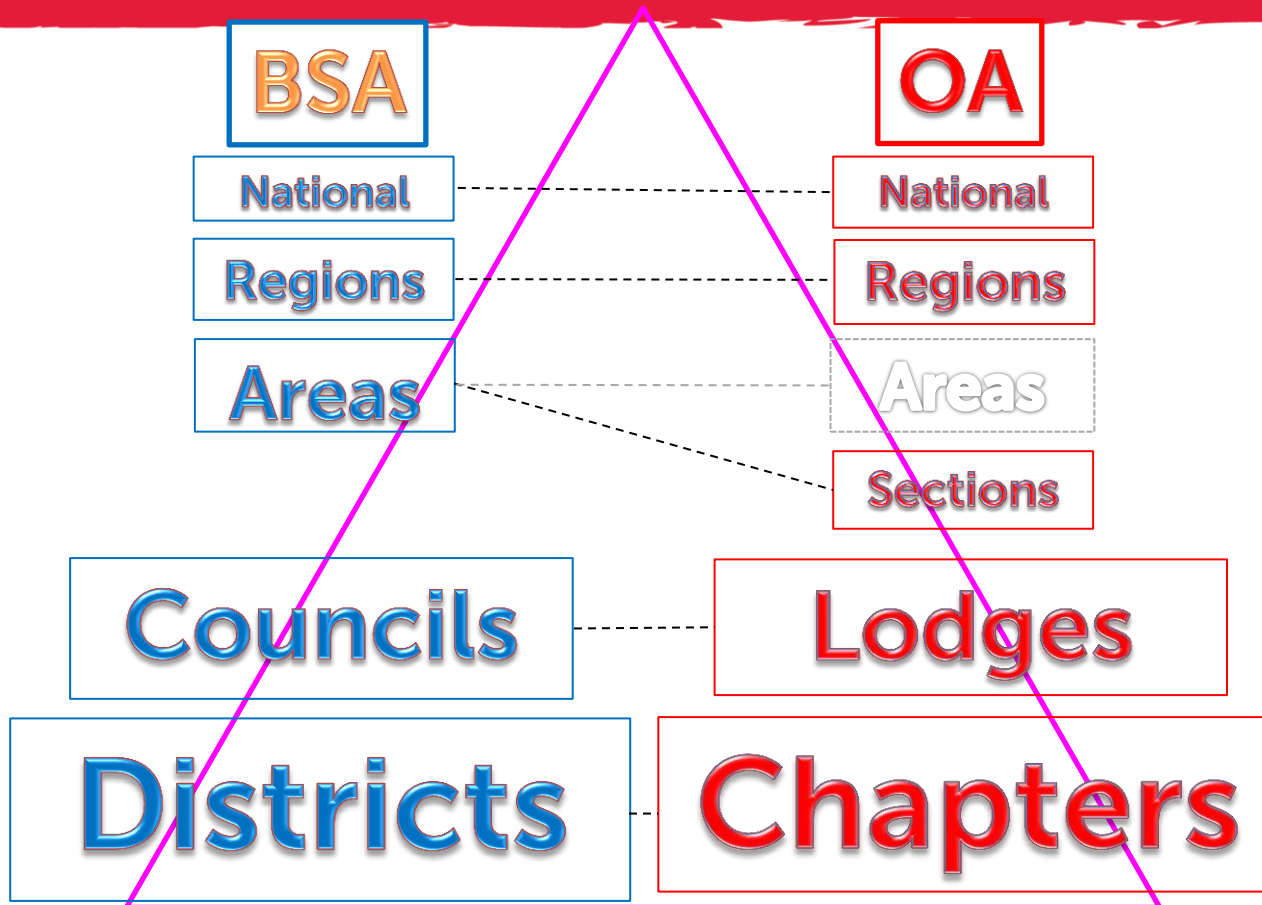 BSA
OA
National
National
Regions
Regions
Areas
Areas
Sections
Councils
Lodges
Districts
Chapters